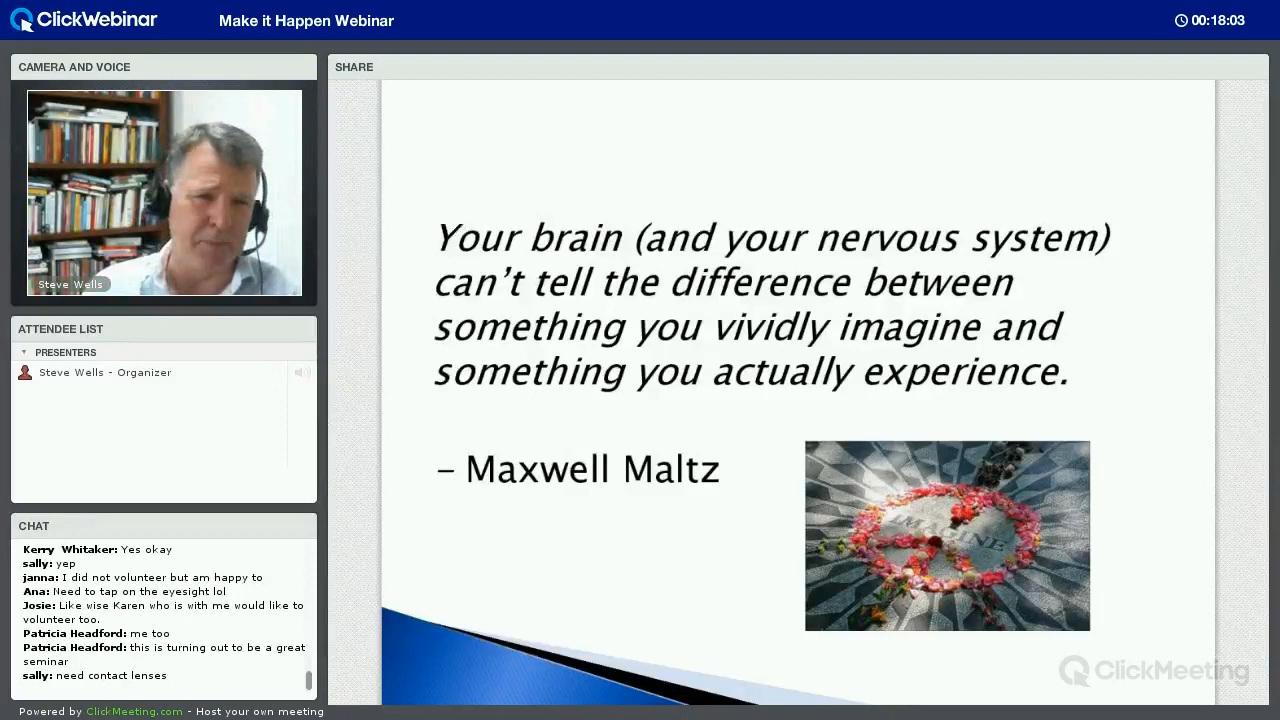 ClickWebinar
Make it Happen Webinar
00:18:03
CAMERA AND VOICE
Steve Wells
ATTENDEE LIST
PRESENTERS
Steve Wells - Organizer
CHAT
Kerry Whitaker: Yes okay
sally: yep
janna: I did not volunteer but am happy to
Ana: Need to tap on the eyesight lol
Josie: Like wise Karen who is with me would like to
volunteer too.
Patricia Headford: me too
Patricia Headford: this is turning out to be a great
seminar
sally: need contact lenses
Powered by ClickMeeting.com - Host your own meeting
SHARE
Your brain (and your nervous system)
can't tell the difference between
something you vividly imagine and
something you actually experience.
– Maxwell Maltz
IMAGINE
ClickMeeting